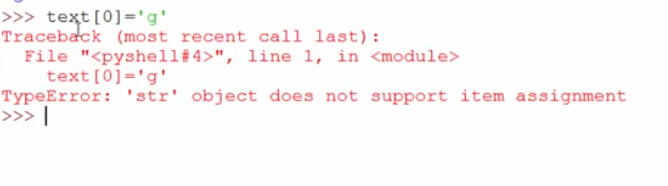 >>> text[0]='g'
Traceback (most recent call last):
  File "<pyshell#4>", line 1, in <module>
    text[0]='g'
TypeError: 'str' object does not support item assignment
>>>